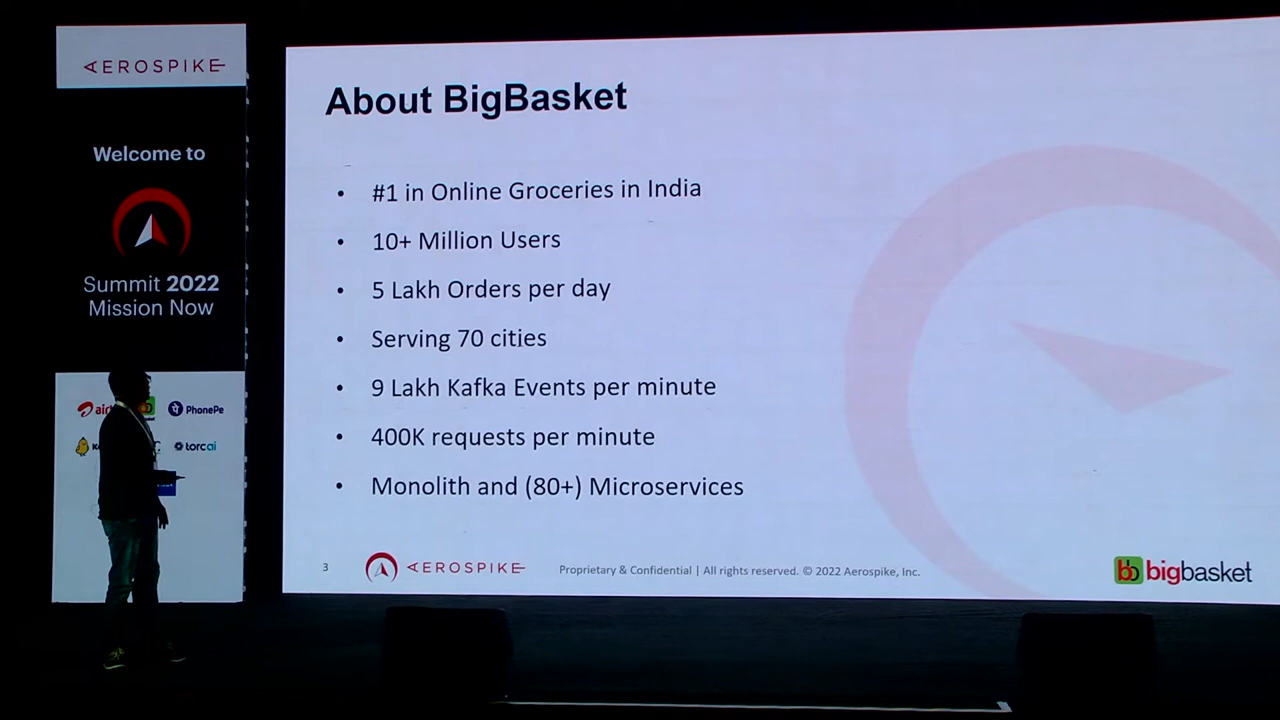 AEROSPIKE
Welcome to
Summit 2022
Mission Now
PhonePe
torcai
About BigBasket
• #1 in Online Groceries in India
• 10+ Million Users
• 5 Lakh Orders per day
• Serving 70 cities
• 9 Lakh Kafka Events per minute
• 400K requests per minute
• Monolith and (80+) Microservices
3
AEROSPIKE
Proprietary & Confidential | All rights reserved. © 2022 Aerospike, Inc.
bb bigbasket